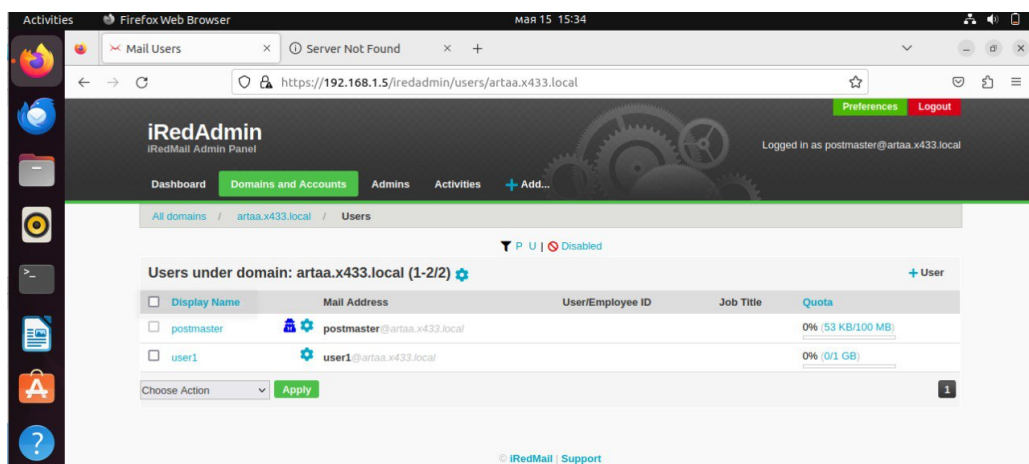 Activities Firefox Web Browser мая 15 15:34
Mail Users × Server Not Found × +
https://192.168.1.5/iredadmin/users/artaa.x433.local
Preferences Logout
iRedAdmin
iRedMail Admin Panel
Logged in as postmaster@artaa.x433.local
Dashboard Domains and Accounts Admins Activities + Add...
All domains / artaa.x433.local / Users
P U | Disabled
Users under domain: artaa.x433.local (1-2/2) + User
Display Name Mail Address User/Employee ID Job Title Quota
postmaster postmaster@artaa.x433.local 0% (53 KB/100 MB)
user1 user1@artaa.x433.local 0% (0/1 GB)
Choose Action Apply 1
© iRedMail | Support